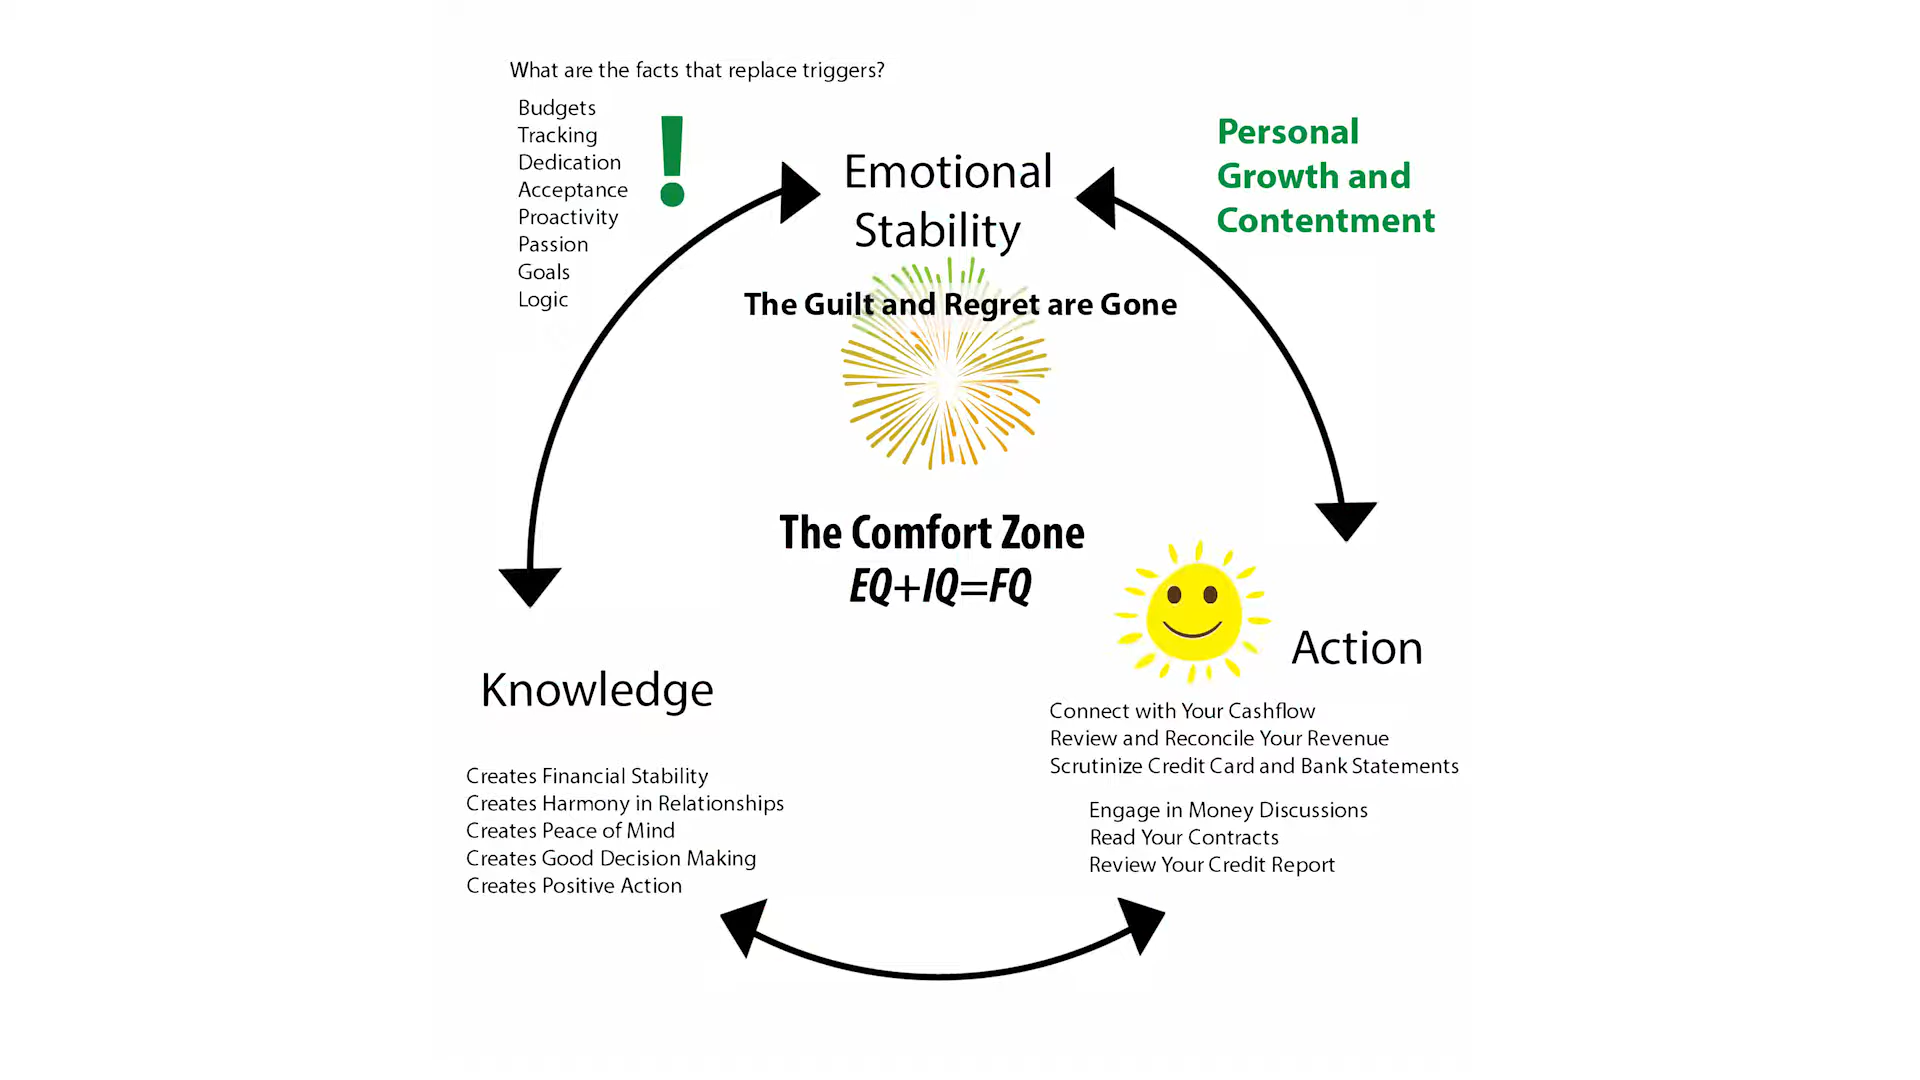 What are the facts that replace triggers?
Budgets
Tracking
Dedication
Acceptance
Proactivity
Passion
Goals
Logic
!
Emotional
Stability
Personal
Growth and
Contentment
The Guilt and Regret are Gone
The Comfort Zone
EQ+IQ=FQ
Knowledge
Creates Financial Stability
Creates Harmony in Relationships
Creates Peace of Mind
Creates Good Decision Making
Creates Positive Action
Action
Connect with Your Cashflow
Review and Reconcile Your Revenue
Scrutinize Credit Card and Bank Statements
Engage in Money Discussions
Read Your Contracts
Review Your Credit Report